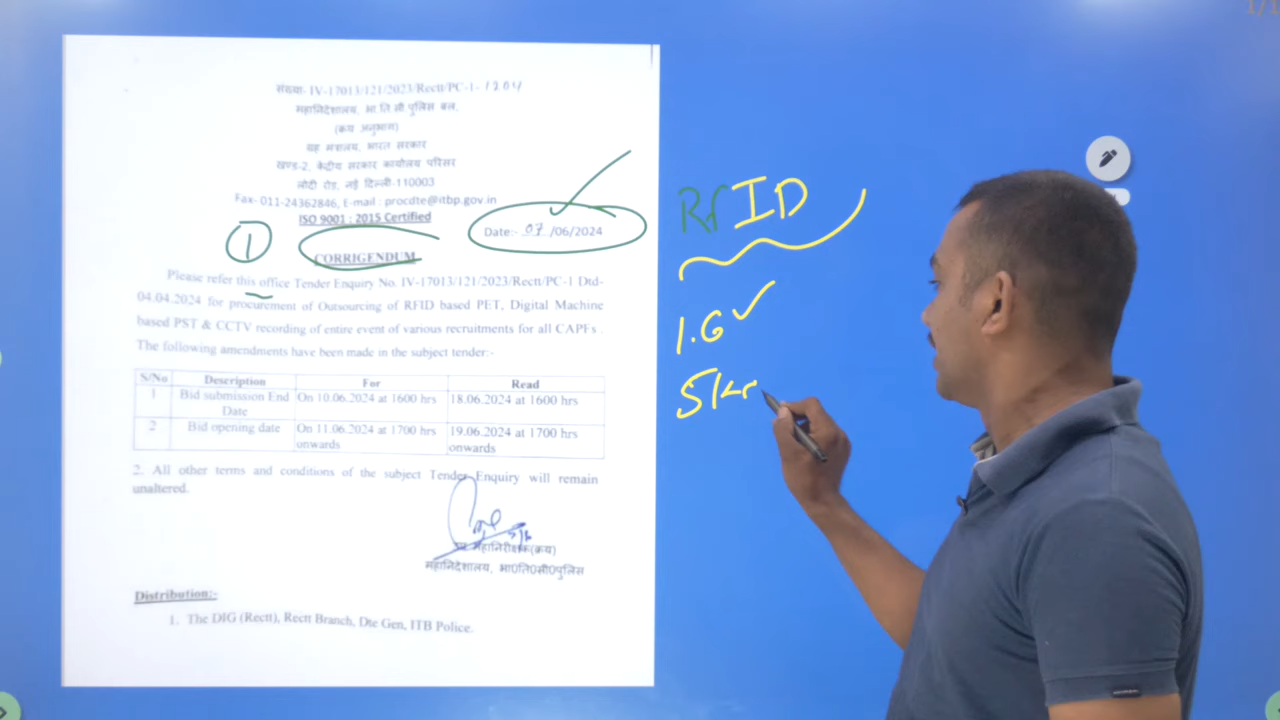 संख्या- IV-17013/121/2023/Rectt/PC-1-
महानिदेशालय, भा.ति.सी.पुलिस बल,
(क्रय अनुभाग)
गृह मंत्रालय, भारत सरकार
खण्ड-2, केंद्रीय सरकार कार्यालय परिसर
लोदी रोड, नई दिल्ली-110003
Fax- 011-24362846, E-mail : procdte@itbp.gov.in
ISO 9001 : 2015 Certified
Date:- 07 /06/2024
1
CORRIGENDUM
Please refer this office Tender Enquiry No. IV-17013/121/2023/Rectt/PC-1 Dtd-
04.04.2024 for procurement of Outsourcing of RFID based PET, Digital Machine
based PST & CCTV recording of entire event of various recruitments for all CAPFs .
The following amendments have been made in the subject tender:-
S/No Description For Read
1 Bid submission End Date On 10.06.2024 at 1600 hrs 18.06.2024 at 1600 hrs
2 Bid opening date On 11.06.2024 at 1700 hrs onwards 19.06.2024 at 1700 hrs onwards
2. All other terms and conditions of the subject Tender Enquiry will remain
unaltered.
महानिरीक्षक(क्रय)
महानिदेशालय, भा0ति0सी0पुलिस
Distribution:-
1. The DIG (Rectt), Rectt Branch, Dte Gen, ITB Police.
RfID
1.6
5k
1/1